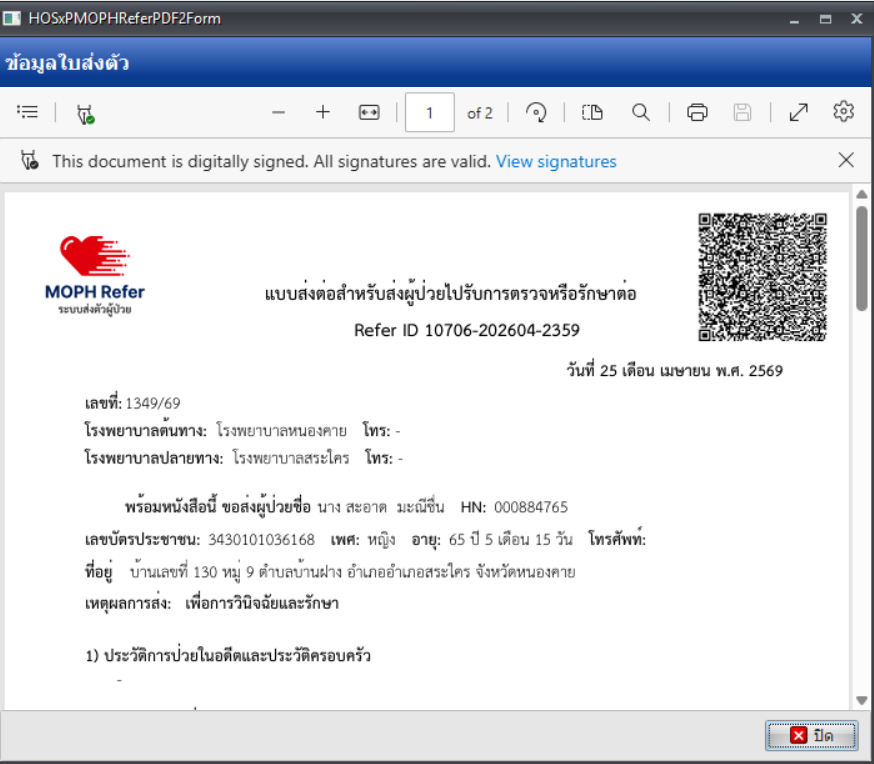 HOSxPMOPHReferPDF2Form
ข้อมูลใบส่งตัว
1 of 2
This document is digitally signed. All signatures are valid. View signatures
MOPH Refer
ระบบส่งตัวผู้ป่วย
แบบส่งต่อสำหรับส่งผู้ป่วยไปรับการตรวจหรือรักษาต่อ
Refer ID 10706-202604-2359
วันที่ 25 เดือน เมษายน พ.ศ. 2569
เลขที่: 1349/69
โรงพยาบาลต้นทาง: โรงพยาบาลหนองคาย โทร: -
โรงพยาบาลปลายทาง: โรงพยาบาลสระใคร โทร: -
พร้อมหนังสือนี้ ขอส่งผู้ป่วยชื่อ นาง สะอาด มะณีชื่น HN: 000884765
เลขบัตรประชาชน: 3430101036168 เพศ: หญิง อายุ: 65 ปี 5 เดือน 15 วัน โทรศัพท์:
ที่อยู่ บ้านเลขที่ 130 หมู่ 9 ตำบลบ้านฝาง อำเภออำเภอสระใคร จังหวัดหนองคาย
เหตุผลการส่ง: เพื่อการวินิจฉัยและรักษา
1) ประวัติการป่วยในอดีตและประวัติครอบครัว
-
ปิด